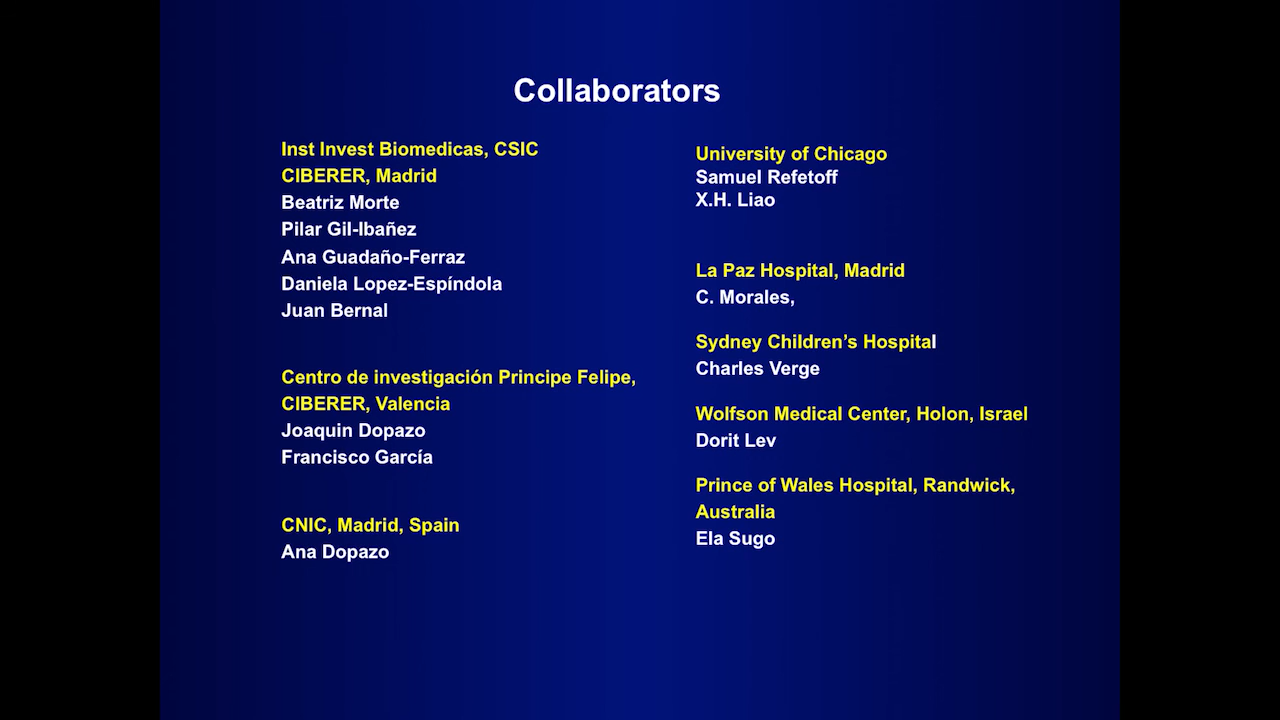 Collaborators
Inst Invest Biomedicas, CSIC
CIBERER, Madrid
Beatriz Morte
Pilar Gil-Ibañez
Ana Guadaño-Ferraz
Daniela Lopez-Espíndola
Juan Bernal
Centro de investigación Principe Felipe,
CIBERER, Valencia
Joaquin Dopazo
Francisco García
CNIC, Madrid, Spain
Ana Dopazo
University of Chicago
Samuel Refetoff
X.H. Liao
La Paz Hospital, Madrid
C. Morales,
Sydney Children’s Hospital
Charles Verge
Wolfson Medical Center, Holon, Israel
Dorit Lev
Prince of Wales Hospital, Randwick,
Australia
Ela Sugo